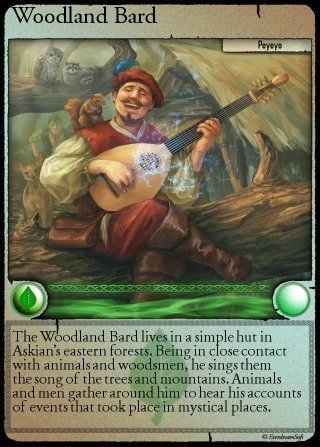 Woodland Bard
Peyeyo
The Woodland Bard lives in a simple hut in
Askian's eastern forests. Being in close contact
with animals and woodsmen, he sings them
the song of the trees and mountains. Animals
and men gather around him to hear his accounts
of events that took place in mystical places.
© EverdreamSoft